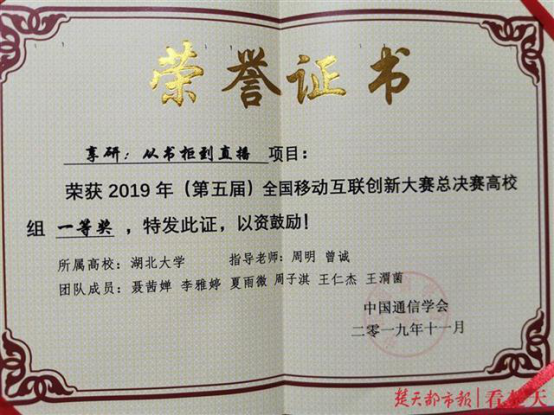 荣誉证书
享研：从书柜到直播 项目：
荣获 2019 年（第五届）全国移动互联创新大赛总决赛高校
组 一等奖 ，特发此证，以资鼓励！
所属高校：湖北大学 指导老师：周明 曾诚
团队成员：聂茜婵 李雅婷 夏雨微 周子淇 王仁杰 王渭菌
中国通信学会
二零一九年十一月
楚天都市报 看楚天